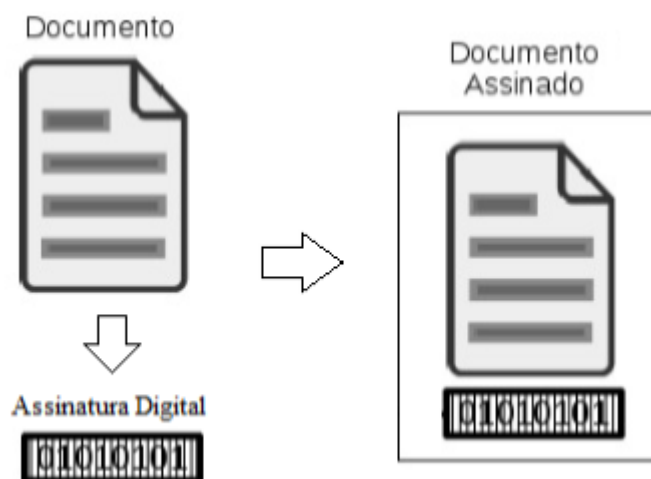 Documento
Assinatura Digital
01010101
Documento
Assinado
01010101